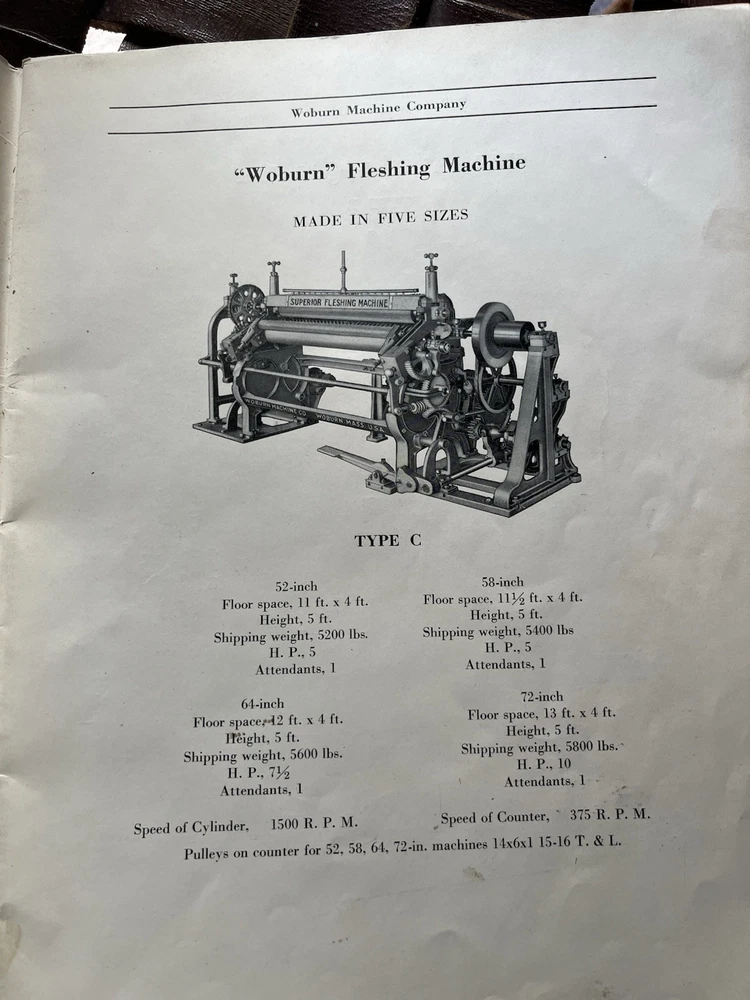 Woburn Machine Company
“Woburn” Fleshing Machine
MADE IN FIVE SIZES
SUPERIOR FLESHING MACHINE
WOBURN MACHINE CO. WOBURN, MASS. U.S.A.
TYPE C
52-inch
Floor space, 11 ft. x 4 ft.
Height, 5 ft.
Shipping weight, 5200 lbs.
H. P., 5
Attendants, 1
58-inch
Floor space, 11½ ft. x 4 ft.
Height, 5 ft.
Shipping weight, 5400 lbs
H. P., 5
Attendants, 1
64-inch
Floor space, 12 ft. x 4 ft.
Height, 5 ft.
Shipping weight, 5600 lbs.
H. P., 7½
Attendants, 1
72-inch
Floor space, 13 ft. x 4 ft.
Height, 5 ft.
Shipping weight, 5800 lbs.
H. P., 10
Attendants, 1
Speed of Cylinder, 1500 R. P. M.
Speed of Counter, 375 R. P. M.
Pulleys on counter for 52, 58, 64, 72-in. machines 14x6x1 15-16 T. & L.